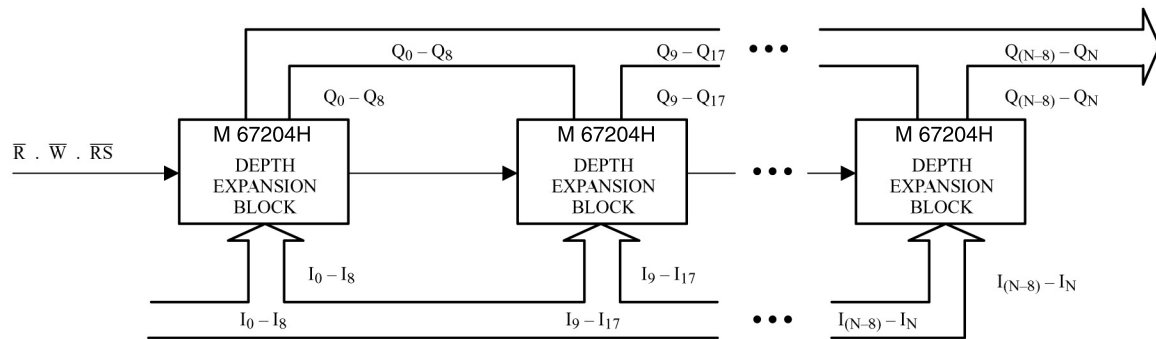 Q0 – Q8 Q9 – Q17 ••• Q(N–8) – QN
Q0 – Q8 Q9 – Q17 Q(N–8) – QN
R̅ . W̅ . R̅S̅
M 67204H
DEPTH
EXPANSION
BLOCK
M 67204H
DEPTH
EXPANSION
BLOCK
•••
M 67204H
DEPTH
EXPANSION
BLOCK
I0 – I8 I9 – I17 I(N–8) – IN
I0 – I8 I9 – I17 ••• I(N–8) – IN